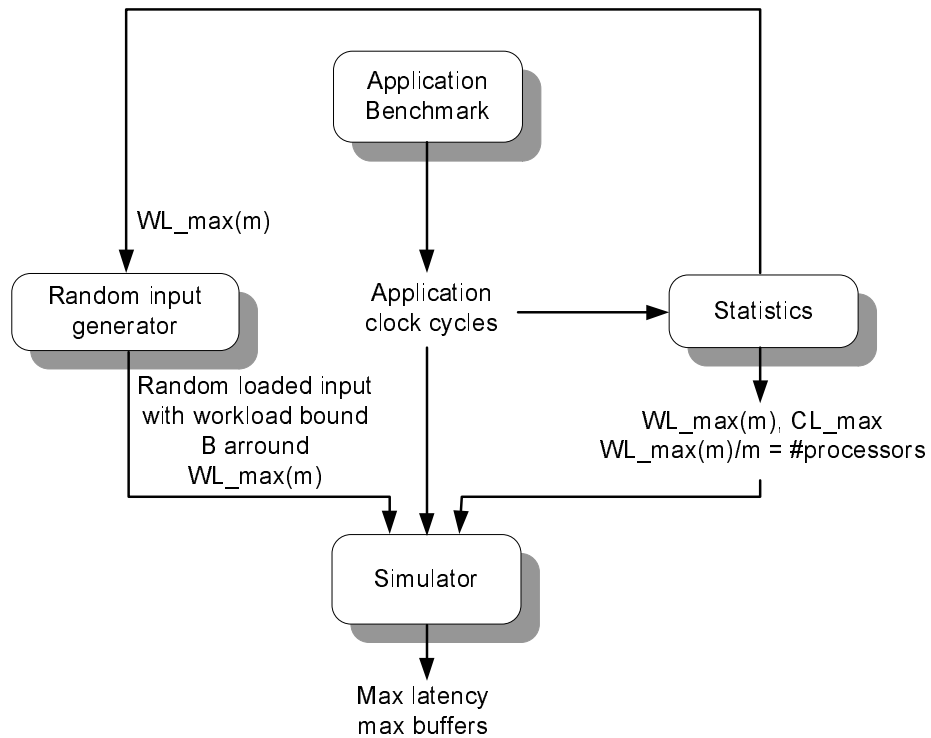 Application
Benchmark
WL_max(m)
Random input
generator
Application
clock cycles
Statistics
Random loaded input
with workload bound
B arround
WL_max(m)
WL_max(m), CL_max
WL_max(m)/m = #processors
Simulator
Max latency
max buffers